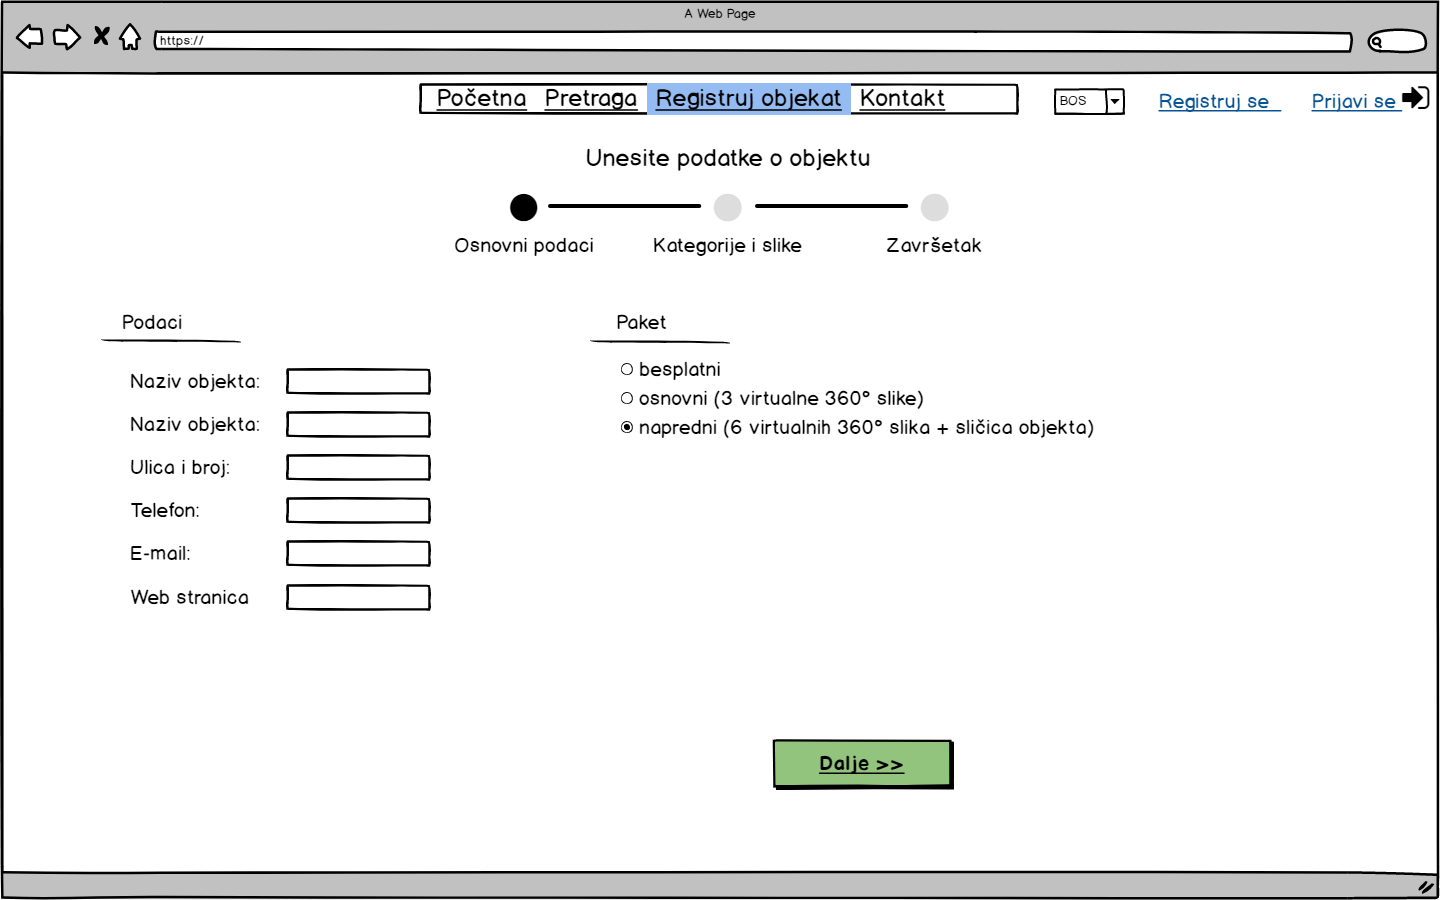 A Web Page
https://
Početna Pretraga Registruj objekat Kontakt
BOS
Registruj se
Prijavi se
Unesite podatke o objektu
Osnovni podaci
Kategorije i slike
Završetak
Podaci
Naziv objekta:
Naziv objekta:
Ulica i broj:
Telefon:
E-mail:
Web stranica
Paket
besplatni
osnovni (3 virtualne 360° slike)
napredni (6 virtualnih 360° slika + sličica objekta)
Dalje >>